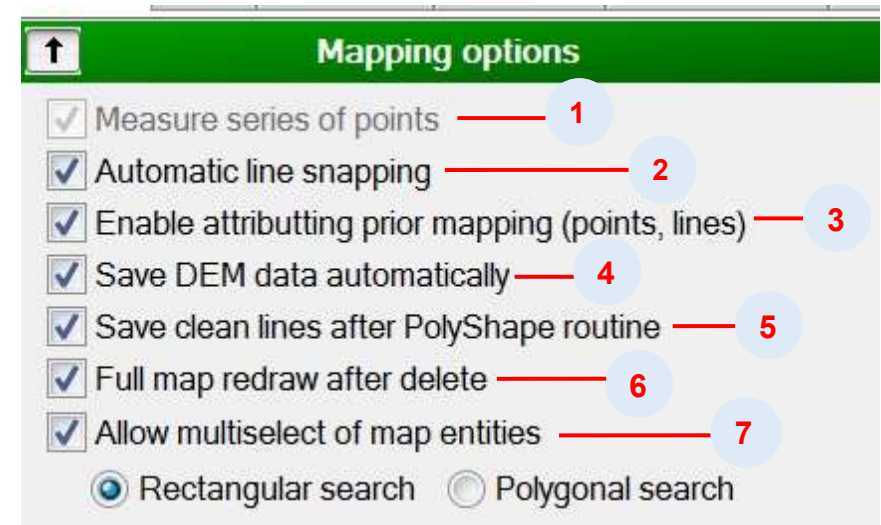 Mapping options
Measure series of points 1
Automatic line snapping 2
Enable attributting prior mapping (points, lines) 3
Save DEM data automatically 4
Save clean lines after PolyShape routine 5
Full map redraw after delete 6
Allow multiselect of map entities 7
Rectangular search Polygonal search